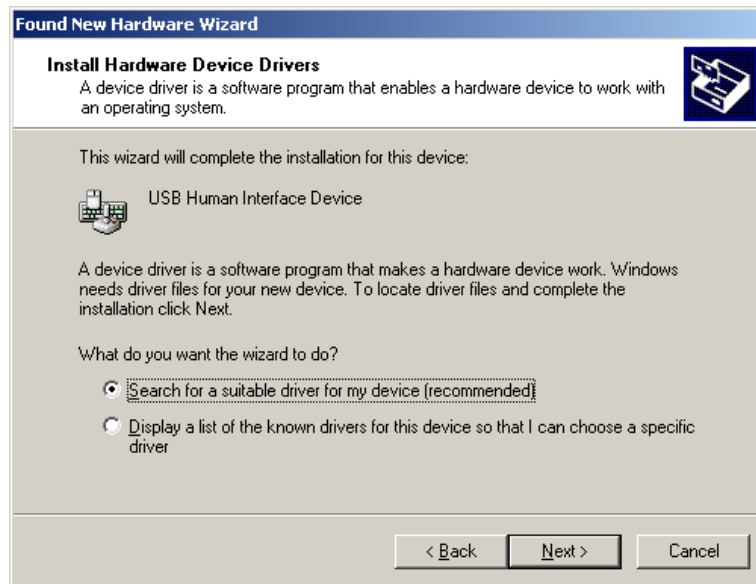 Found New Hardware Wizard
Install Hardware Device Drivers
A device driver is a software program that enables a hardware device to work with
an operating system.
This wizard will complete the installation for this device:
USB Human Interface Device
A device driver is a software program that makes a hardware device work. Windows
needs driver files for your new device. To locate driver files and complete the
installation click Next.
What do you want the wizard to do?
Search for a suitable driver for my device (recommended)
Display a list of the known drivers for this device so that I can choose a specific
driver
< Back
Next >
Cancel